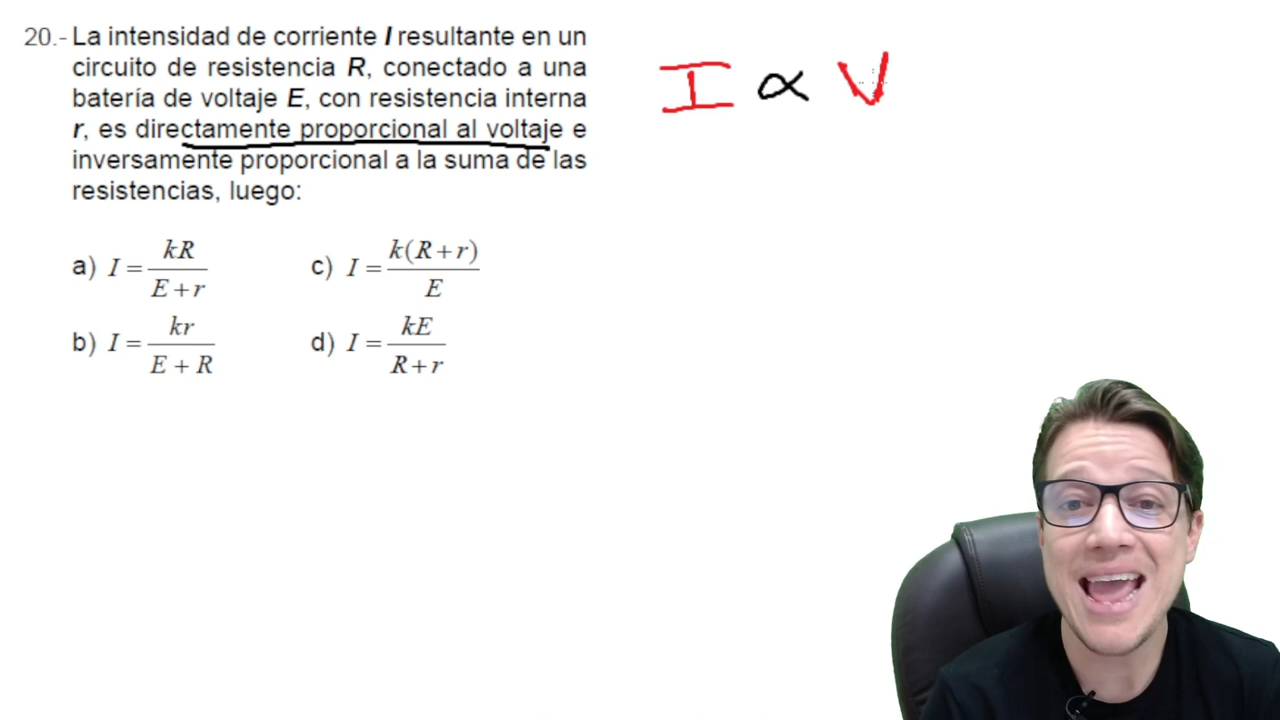 20.- La intensidad de corriente I resultante en un
circuito de resistencia R, conectado a una
batería de voltaje E, con resistencia interna
r, es directamente proporcional al voltaje e
inversamente proporcional a la suma de las
resistencias, luego:
a) I = kR / E + r
b) I = kr / E + R
c) I = k(R + r) / E
d) I = kE / R + r
I ∝ V